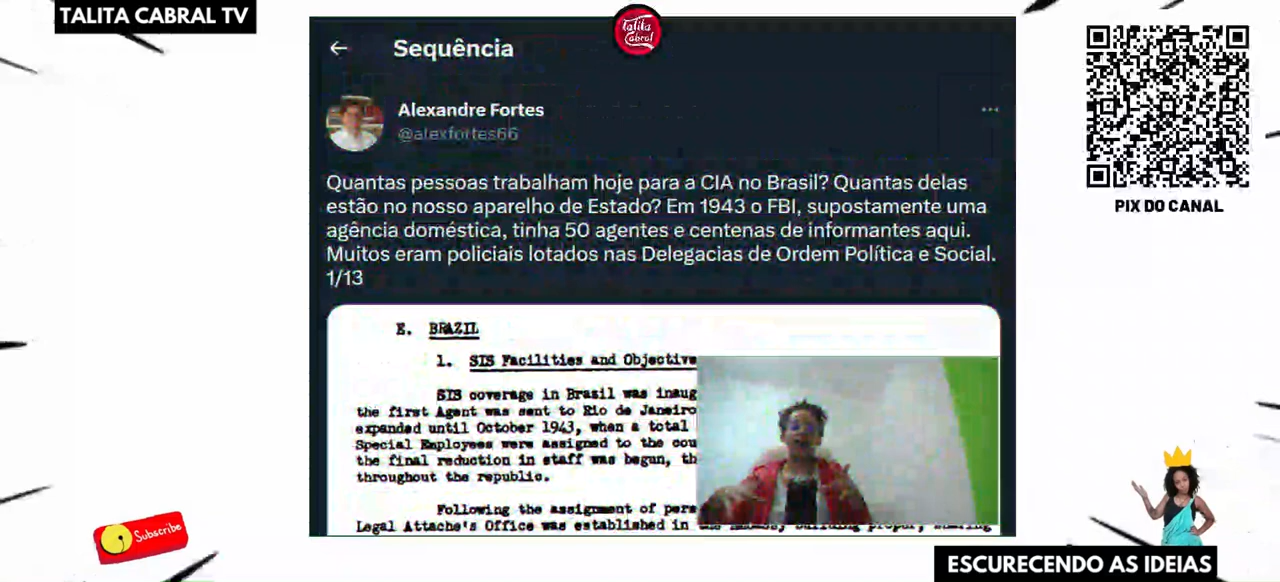 TALITA CABRAL TV
Talita
Cabral
Sequência
Alexandre Fortes
@alexfortes66
Quantas pessoas trabalham hoje para a CIA no Brasil? Quantas delas
estão no nosso aparelho de Estado? Em 1943 o FBI, supostamente uma
agência doméstica, tinha 50 agentes e centenas de informantes aqui.
Muitos eram policiais lotados nas Delegacias de Ordem Política e Social.
1/13
E. BRAZIL
1. SIS Facilities and Objective
SIS coverage in Brazil was inaug
the first Agent was sent to Rio de Janeiro
expanded until October 1943, when a total
Special Employees were assigned to the cou
the final reduction in staff was begun, th
throughout the republic.
Following the assignment of pers
Legal Attache's Office was established in
PIX DO CANAL
Subscribe
ESCURECENDO AS IDEIAS